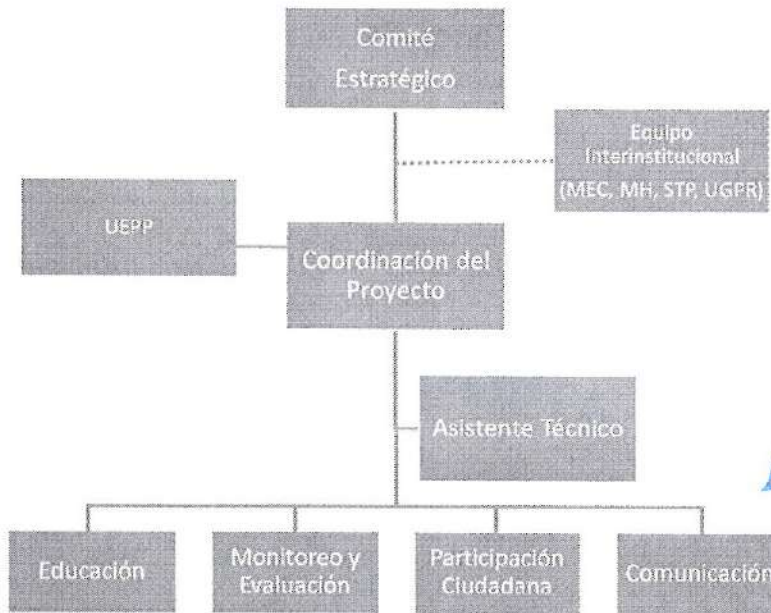 Comité
Estratégico
Equipo
Interinstitucional
(MEC, MH, STP, UGPR)
UEPP
Coordinación del
Proyecto
Asistente Técnico
Educación
Monitoreo y
Evaluación
Participación
Ciudadana
Comunicación